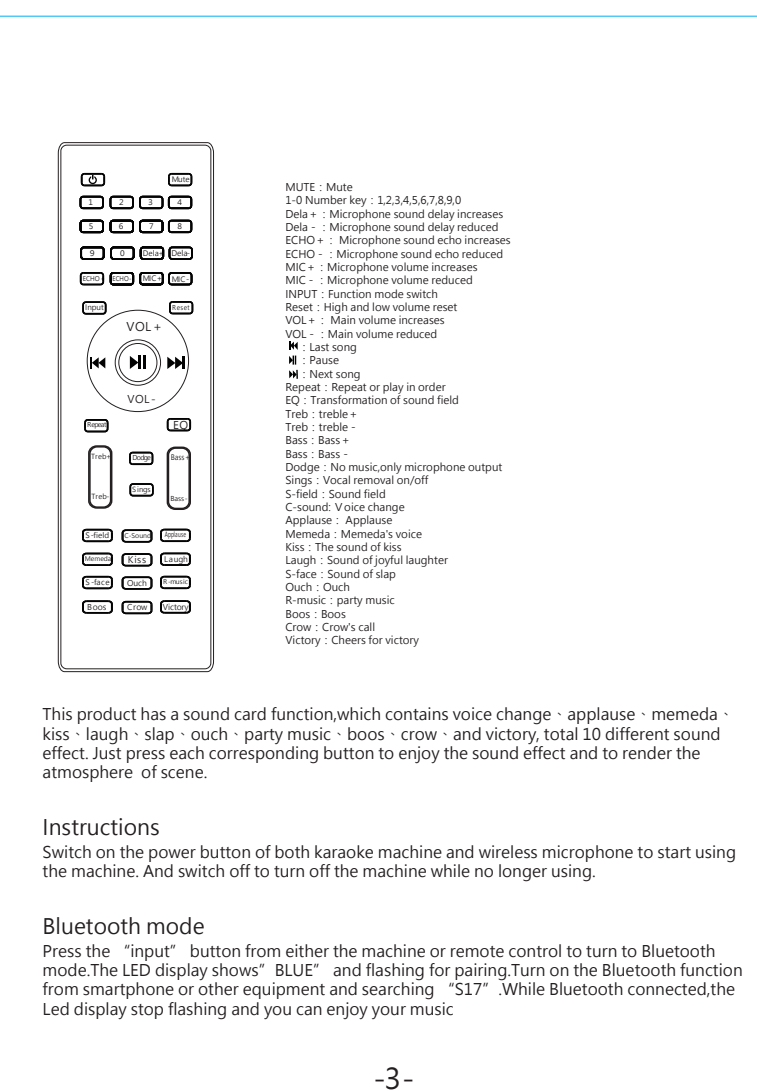 Mute
1 2 3 4
5 6 7 8
9 0 Dela+ Dela-
ECHO ECHO- MIC+ MIC-
Input Reset
VOL +
VOL-
Repeat EQ
Treb+ Dodge Bass+
Treb- Sings Bass-
S-field C-Sound Applause
Memeda Kiss Laugh
S-face Ouch R-music
Boos Crow Victory
MUTE : Mute
1-0 Number key : 1,2,3,4,5,6,7,8,9,0
Dela + : Microphone sound delay increases
Dela - : Microphone sound delay reduced
ECHO + : Microphone sound echo increases
ECHO - : Microphone sound echo reduced
MIC + : Microphone volume increases
MIC - : Microphone volume reduced
INPUT : Function mode switch
Reset : High and low volume reset
VOL + : Main volume increases
VOL - : Main volume reduced
⏮ : Last song
⏯ : Pause
⏭ : Next song
Repeat : Repeat or play in order
EQ : Transformation of sound field
Treb : treble +
Treb : treble -
Bass : Bass +
Bass : Bass -
Dodge : No music,only microphone output
Sings : Vocal removal on/off
S-field : Sound field
C-sound: V oice change
Applause : Applause
Memeda : Memeda's voice
Kiss : The sound of kiss
Laugh : Sound of joyful laughter
S-face : Sound of slap
Ouch : Ouch
R-music : party music
Boos : Boos
Crow : Crow's call
Victory : Cheers for victory
This product has a sound card function,which contains voice change、applause、memeda、
kiss、laugh、slap、ouch、party music、boos、crow、and victory, total 10 different sound
effect. Just press each corresponding button to enjoy the sound effect and to render the
atmosphere of scene.
Instructions
Switch on the power button of both karaoke machine and wireless microphone to start using
the machine. And switch off to turn off the machine while no longer using.
Bluetooth mode
Press the “input” button from either the machine or remote control to turn to Bluetooth
mode.The LED display shows” BLUE” and flashing for pairing.Turn on the Bluetooth function
from smartphone or other equipment and searching “S17” .While Bluetooth connected,the
Led display stop flashing and you can enjoy your music
-3-